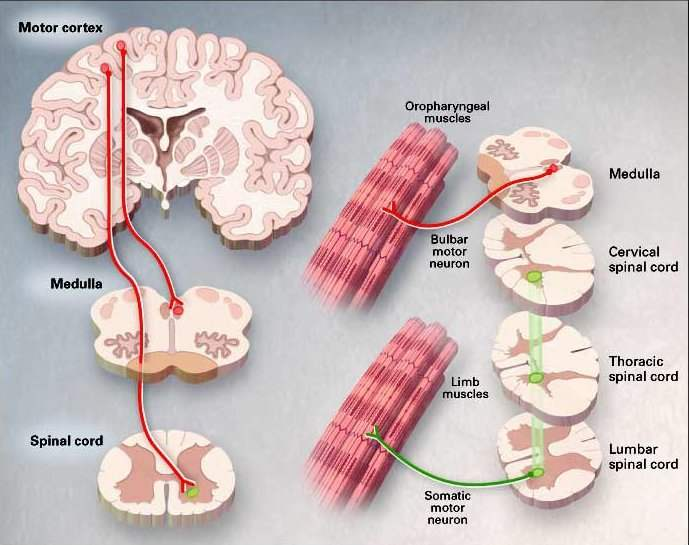 Motor cortex
Medulla
Spinal cord
Oropharyngeal
muscles
Bulbar
motor
neuron
Medulla
Cervical
spinal cord
Thoracic
spinal cord
Limb
muscles
Lumbar
spinal cord
Somatic
motor
neuron